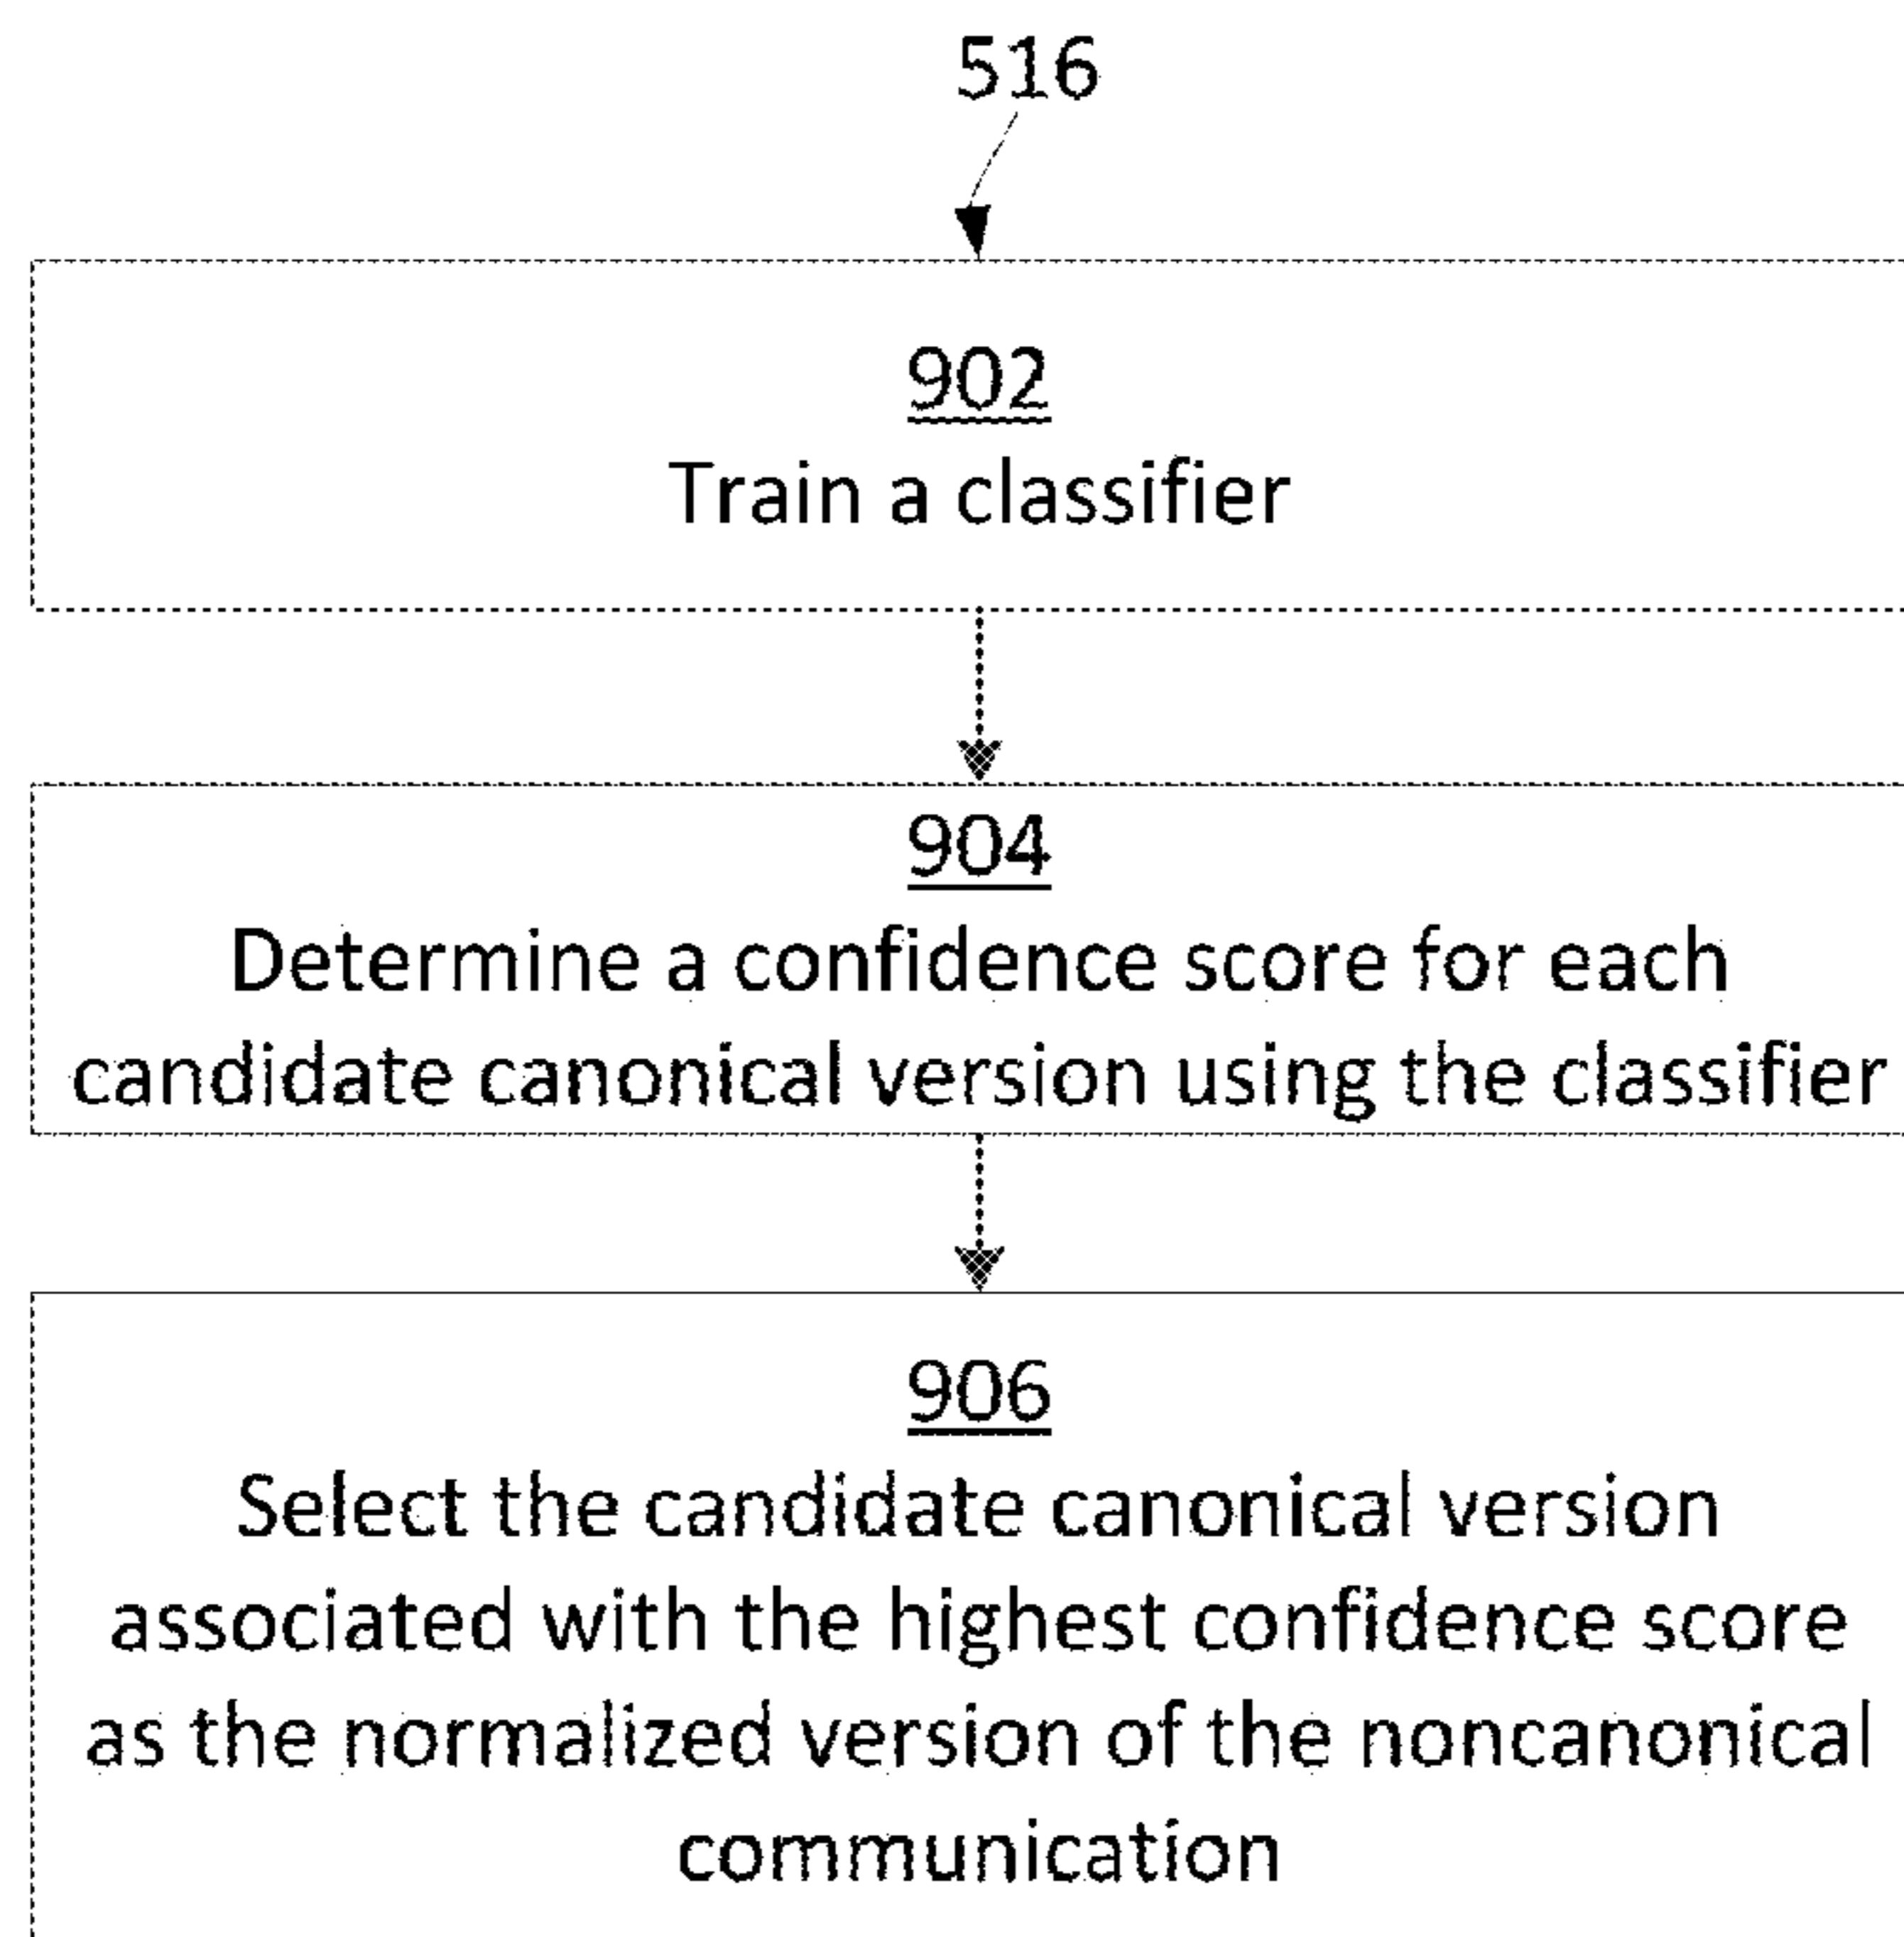 516
902
Train a classifier
904
Determine a confidence score for each
candidate canonical version using the classifier
906
Select the candidate canonical version
associated with the highest confidence score
as the normalized version of the noncanonical
communication